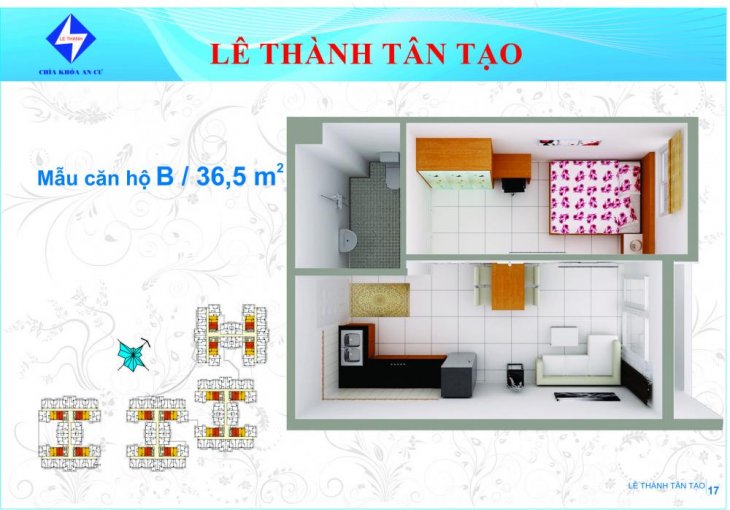 LÊ THÀNH
CHÌA KHÓA AN CƯ
LÊ THÀNH TÂN TẠO
Mẫu căn hộ B / 36,5 m²
LÊ THÀNH TÂN TẠO 17